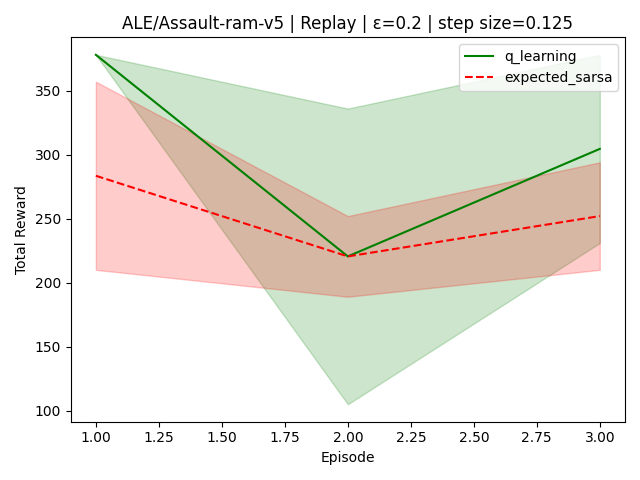 ALE/Assault-ram-v5 | Replay | ε=0.2 | step size=0.125
q_learning
expected_sarsa
Total Reward
350
300
250
200
150
100
1.00 1.25 1.50 1.75 2.00 2.25 2.50 2.75 3.00
Episode